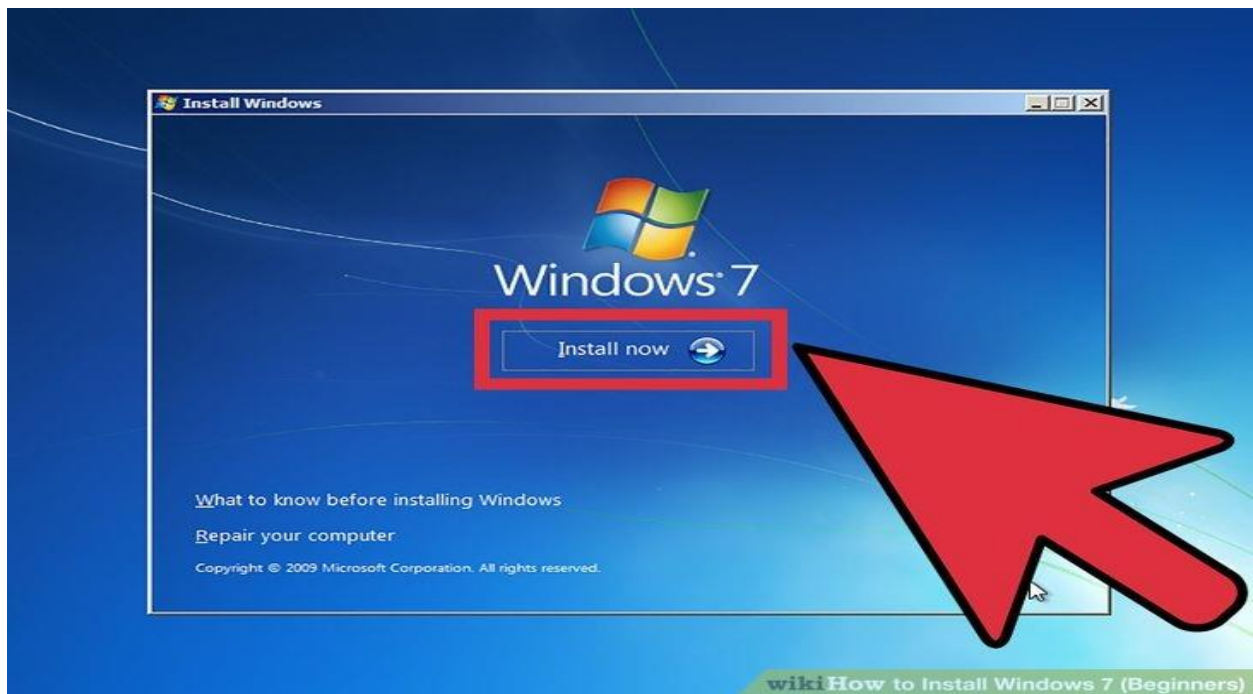 Install Windows
Windows® 7
Install now
What to know before installing Windows
Repair your computer
Copyright © 2009 Microsoft Corporation. All rights reserved.
wikiHow to Install Windows 7 (Beginners)